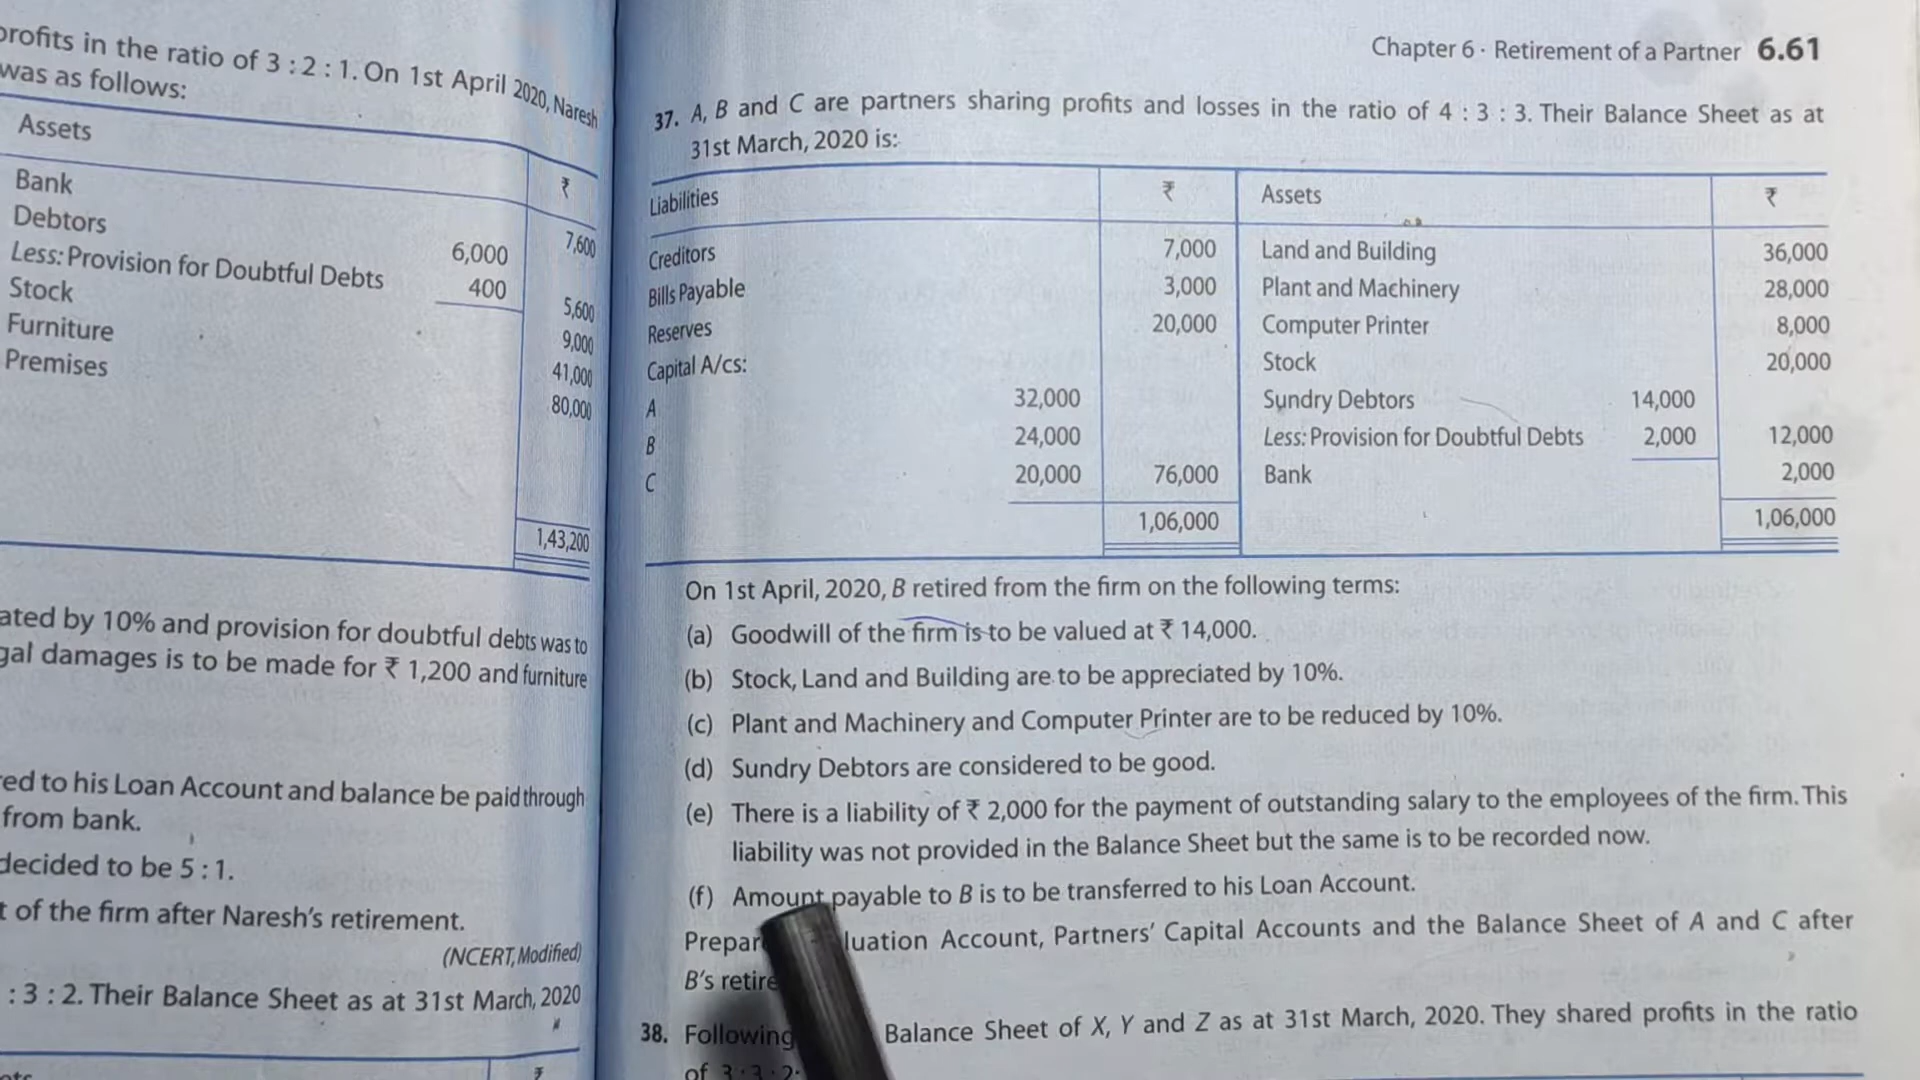 profits in the ratio of 3 : 2 : 1. On 1st April 2020, Naresh
was as follows:
Assets
₹
Bank
7,600
Debtors
6,000
Less: Provision for Doubtful Debts
400
5,600
Stock
9,000
Furniture
41,000
Premises
80,000
1,43,200
ated by 10% and provision for doubtful debts was to
gal damages is to be made for ₹ 1,200 and furniture
red to his Loan Account and balance be paid through
from bank.
decided to be 5 : 1.
t of the firm after Naresh's retirement.
(NCERT, Modified)
: 3 : 2. Their Balance Sheet as at 31st March, 2020
₹
Chapter 6 · Retirement of a Partner 6.61
37. A, B and C are partners sharing profits and losses in the ratio of 4 : 3 : 3. Their Balance Sheet as at
31st March, 2020 is:
Liabilities ₹ Assets ₹
Creditors 7,000 Land and Building 36,000
Bills Payable 3,000 Plant and Machinery 28,000
Reserves 20,000 Computer Printer 8,000
Capital A/cs: Stock 20,000
A 32,000 Sundry Debtors 14,000
B 24,000 Less: Provision for Doubtful Debts 2,000 12,000
C 20,000 76,000 Bank 2,000
1,06,000 1,06,000
On 1st April, 2020, B retired from the firm on the following terms:
(a) Goodwill of the firm is to be valued at ₹ 14,000.
(b) Stock, Land and Building are to be appreciated by 10%.
(c) Plant and Machinery and Computer Printer are to be reduced by 10%.
(d) Sundry Debtors are considered to be good.
(e) There is a liability of ₹ 2,000 for the payment of outstanding salary to the employees of the firm. This
liability was not provided in the Balance Sheet but the same is to be recorded now.
(f) Amount payable to B is to be transferred to his Loan Account.
Prepar luation Account, Partners' Capital Accounts and the Balance Sheet of A and C after
B's retire
38. Following Balance Sheet of X, Y and Z as at 31st March, 2020. They shared profits in the ratio
of 3 : 3 : 2.